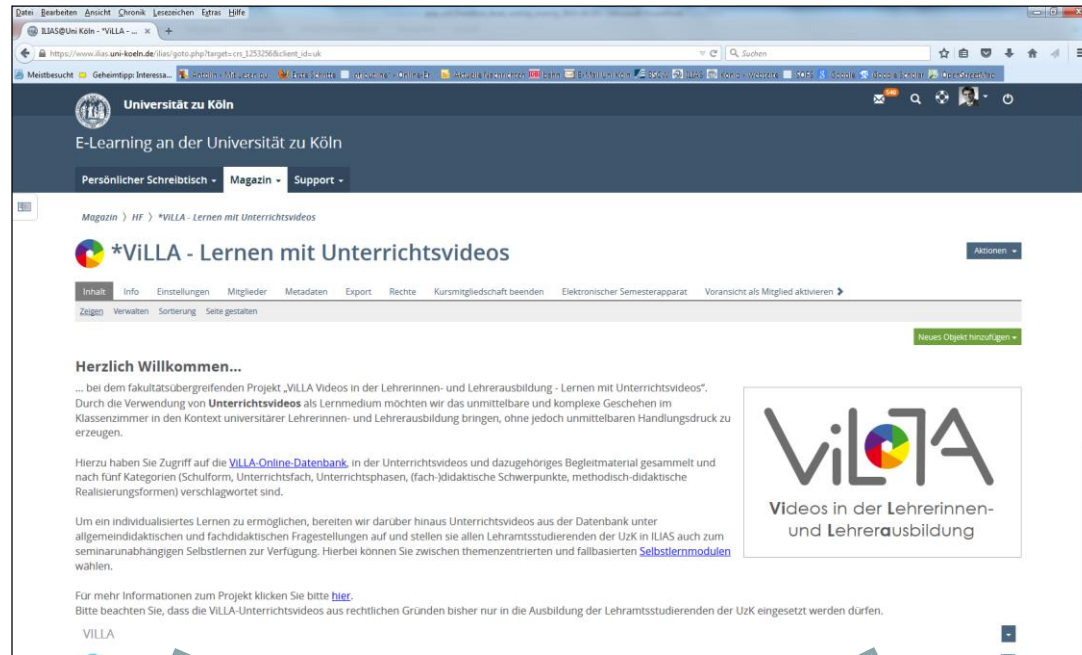 Datei Bearbeiten Ansicht Chronik Lesezeichen Extras Hilfe
ILIAS@Uni Köln - "ViLLA - ... × +
https://www.ilias.uni-koeln.de/ilias/goto.php?target=crs_1253256&client_id=uk
Suchen
Meistbesucht Geheimtipp: Interessa... Erste Schritte
Universität zu Köln
E-Learning an der Universität zu Köln
Persönlicher Schreibtisch Magazin Support
Magazin 〉 HF 〉 *ViLLA - Lernen mit Unterrichtsvideos
*ViLLA - Lernen mit Unterrichtsvideos
Aktionen
Inhalt Info Einstellungen Mitglieder Metadaten Export Rechte Kursmitgliedschaft beenden Elektronischer Semesterapparat Voransicht als Mitglied aktivieren
Zeigen Verwalten Sortierung Seite gestalten
Neues Objekt hinzufügen
Herzlich Willkommen...
... bei dem fakultätsübergreifenden Projekt „ViLLA Videos in der Lehrerinnen- und Lehrerausbildung - Lernen mit Unterrichtsvideos“.
Durch die Verwendung von Unterrichtsvideos als Lernmedium möchten wir das unmittelbare und komplexe Geschehen im
Klassenzimmer in den Kontext universitärer Lehrerinnen- und Lehrerausbildung bringen, ohne jedoch unmittelbaren Handlungsdruck zu
erzeugen.
Hierzu haben Sie Zugriff auf die ViLLA-Online-Datenbank, in der Unterrichtsvideos und dazugehöriges Begleitmaterial gesammelt und
nach fünf Kategorien (Schulform, Unterrichtsfach, Unterrichtsphasen, (fach-)didaktische Schwerpunkte, methodisch-didaktische
Realisierungsformen) verschlagwortet sind.
Um ein individualisiertes Lernen zu ermöglichen, bereiten wir darüber hinaus Unterrichtsvideos aus der Datenbank unter
allgemeindidaktischen und fachdidaktischen Fragestellungen auf und stellen sie allen Lehramtsstudierenden der UzK in ILIAS auch zum
seminarunabhängigen Selbstlernen zur Verfügung. Hierbei können Sie zwischen themenzentrierten und fallbasierten Selbstlernmodulen
wählen.
Für mehr Informationen zum Projekt klicken Sie bitte hier.
Bitte beachten Sie, dass die ViLLA-Unterrichtsvideos aus rechtlichen Gründen bisher nur in die Ausbildung der Lehramtsstudierenden der UzK eingesetzt werden dürfen.
ViLLA
Videos in der Lehrerinnen-
und Lehrerausbildung
VILLA